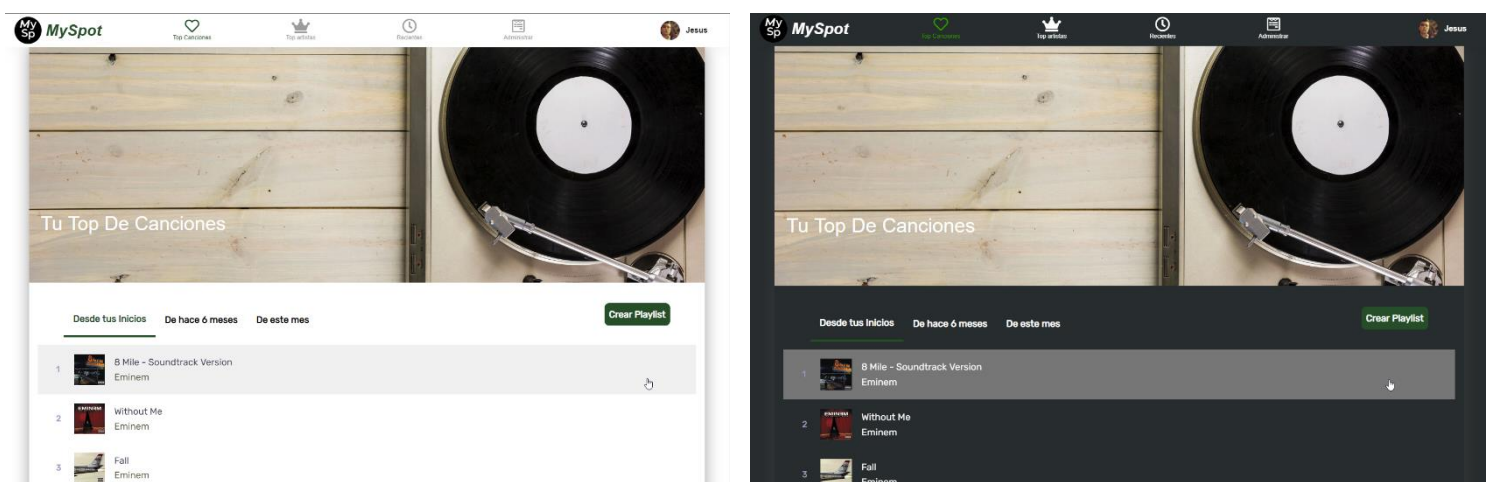 My Sp MySpot Top Canciones Top artistas Recientes Administrar Jesus
Tu Top De Canciones
Desde tus Inicios De hace 6 meses De este mes Crear Playlist
1 8 Mile - Soundtrack Version
Eminem
2 Without Me
Eminem
3 Fall
Eminem
My Sp MySpot Top Canciones Top artistas Recientes Administrar Jesus
Tu Top De Canciones
Desde tus Inicios De hace 6 meses De este mes Crear Playlist
1 8 Mile - Soundtrack Version
Eminem
2 Without Me
Eminem
3 Fall
Eminem